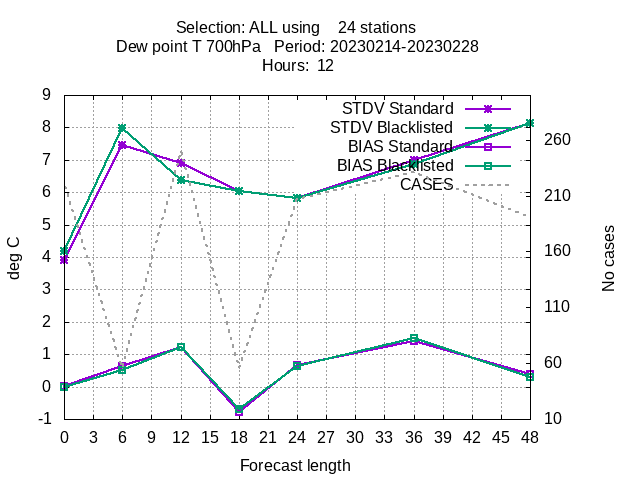 Selection: ALL using    24 stations
Dew point T 700hPa   Period: 20230214-20230228
Hours:  12
STDV Standard
STDV Blacklisted
BIAS Standard
BIAS Blacklisted
CASES
9
8
7
6
5
4
3
2
1
0
-1
deg C
260
210
160
110
60
10
No cases
0 3 6 9 12 15 18 21 24 27 30 33 36 39 42 45 48
Forecast length